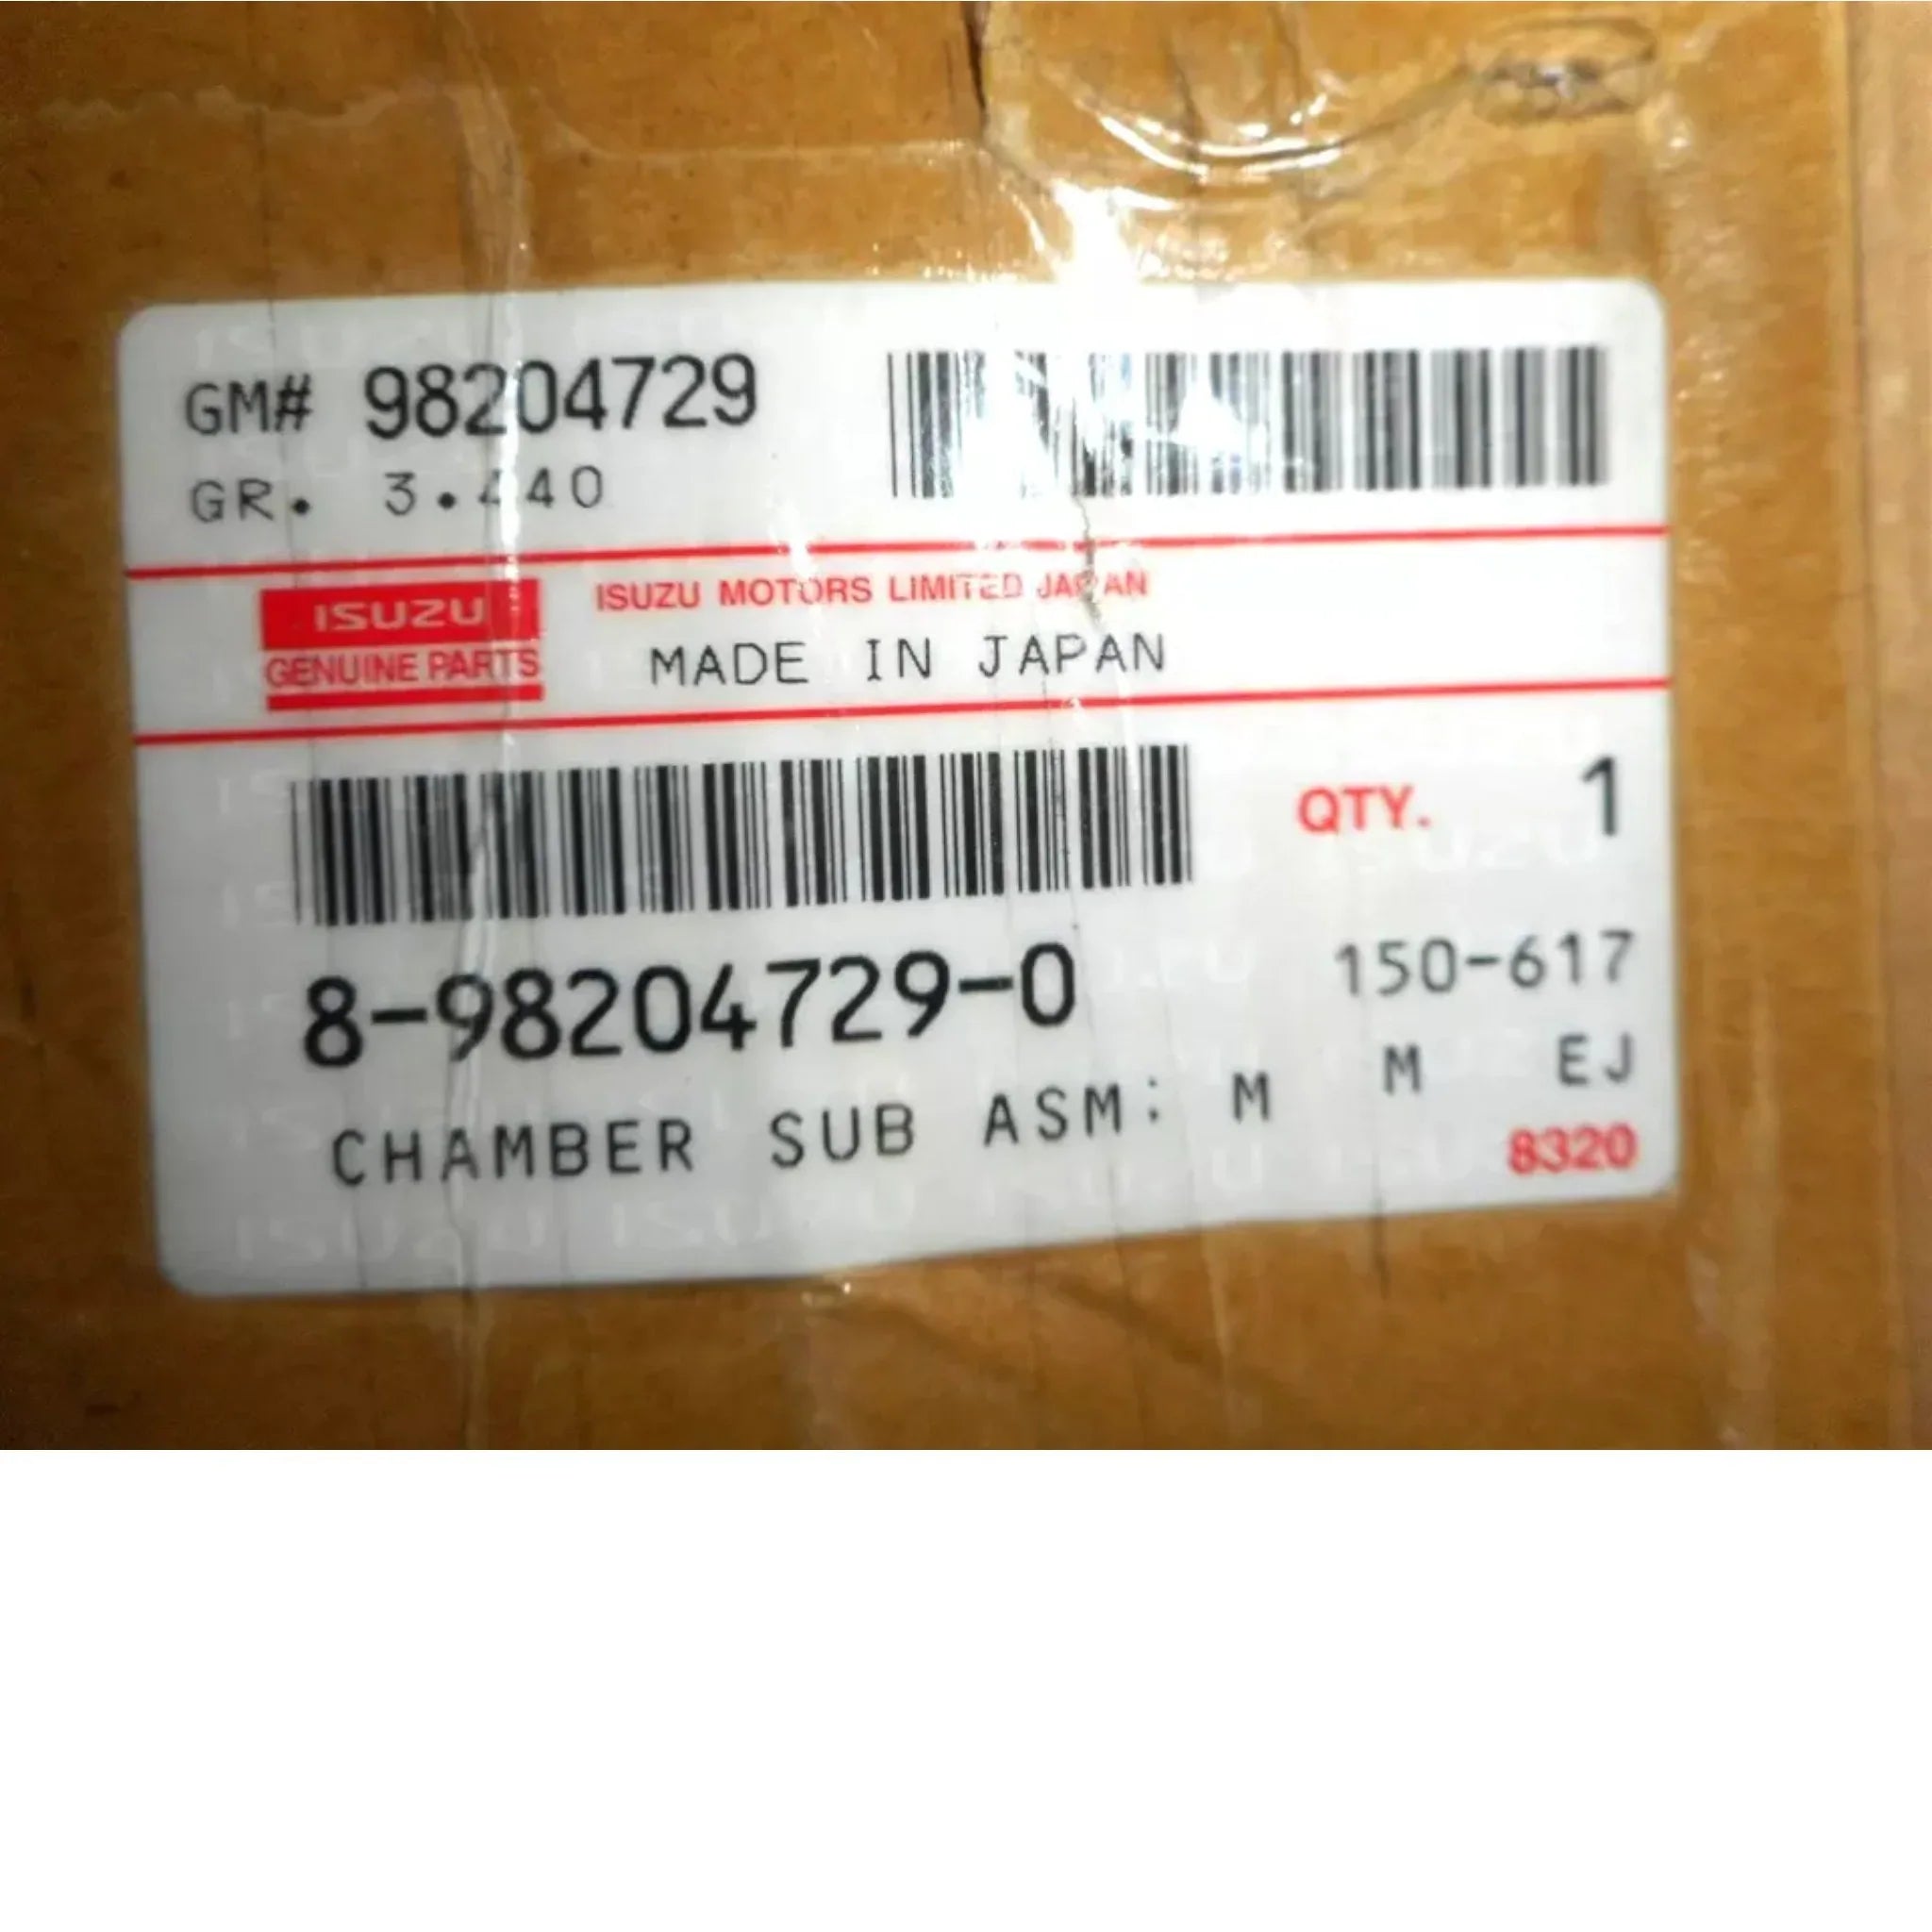 GM# 98204729
GR. 3.440
ISUZU
GENUINE PARTS
ISUZU MOTORS LIMITED JAPAN
MADE IN JAPAN
QTY. 1
8-98204729-0
150-617
CHAMBER SUB ASM: M M EJ
8320